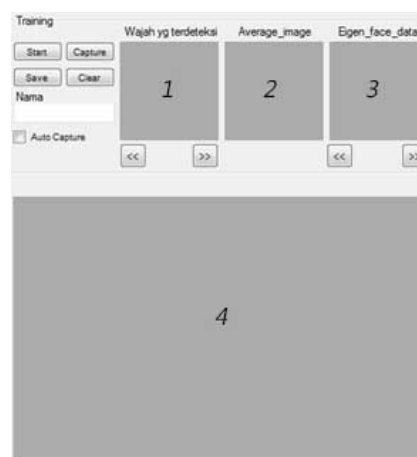 Training
Start Capture
Save Clear
Nama
Auto Capture
Wajah yg terdeteksi
1
<< >>
Average_image
2
Eigen_face_data
3
<< >>
4